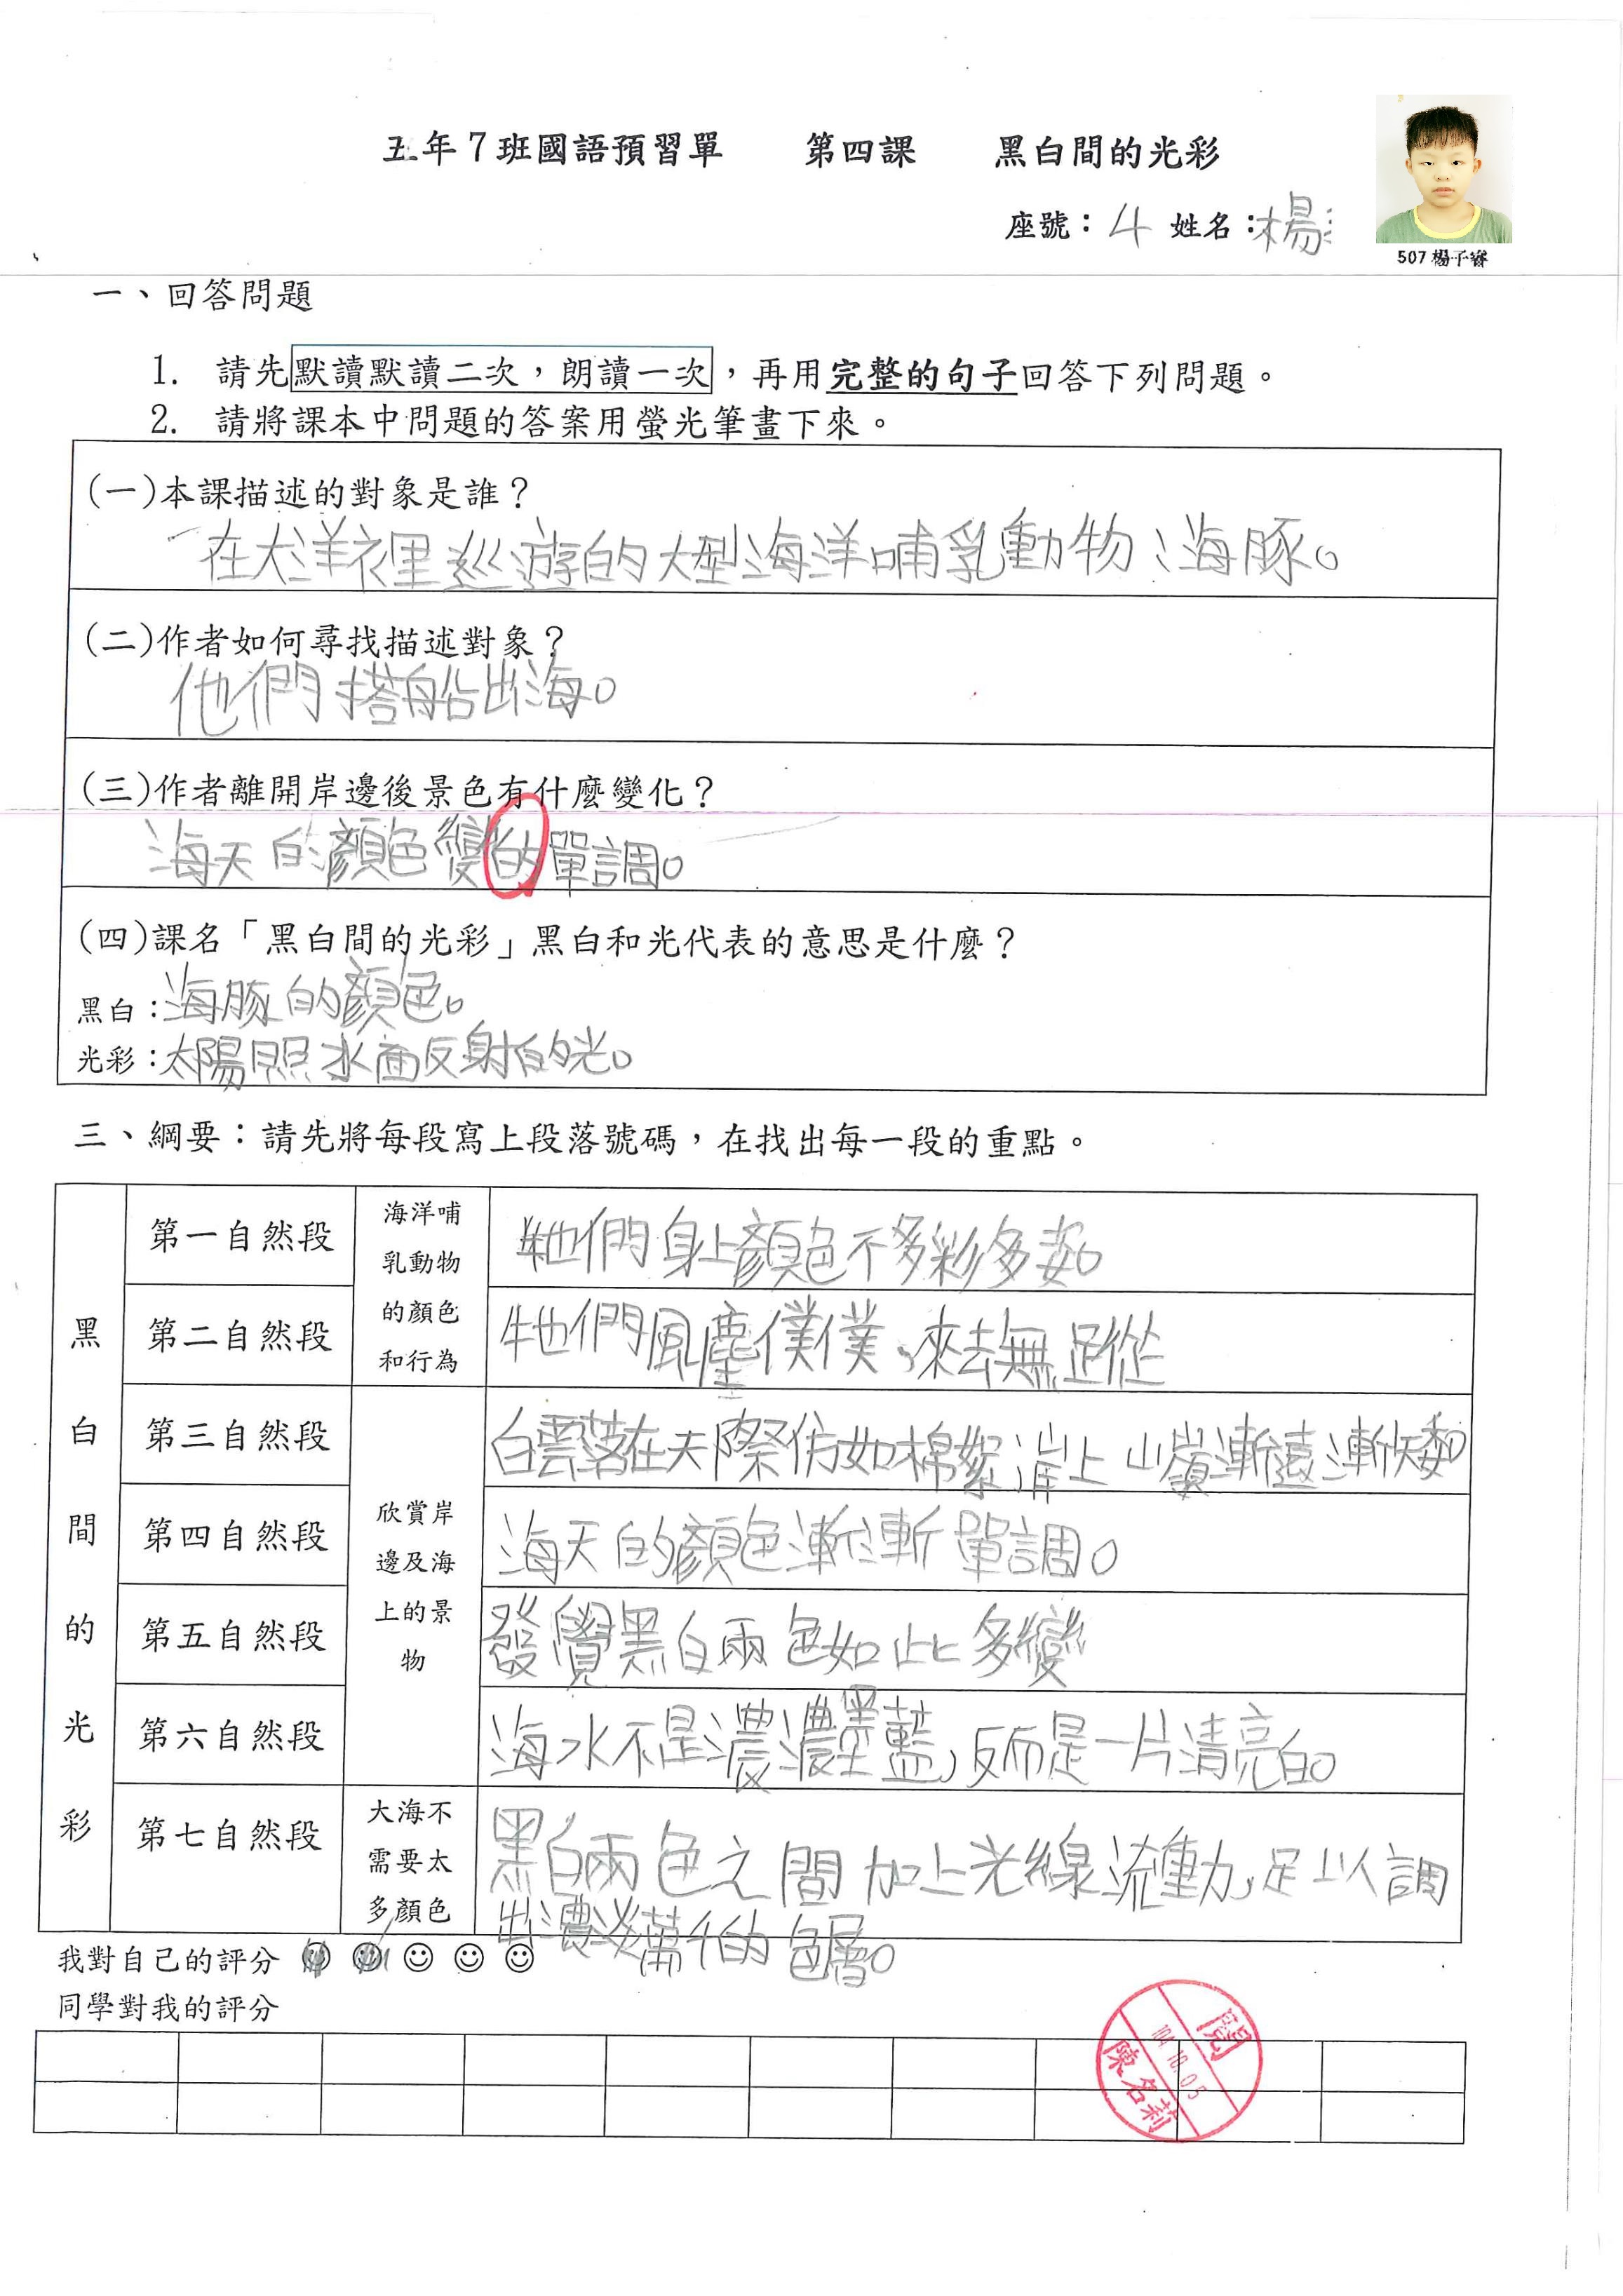 五年7班國語預習單 第四課 黑白間的光彩
座號：4 姓名：楊
507 楊子睿
一、回答問題
1. 請先默讀默讀二次，朗讀一次，再用完整的句子回答下列問題。
2. 請將課本中問題的答案用螢光筆畫下來。
(一)本課描述的對象是誰？
在大洋裡巡遊的大型海洋哺乳動物:海豚。
(二)作者如何尋找描述對象？
他們搭船出海。
(三)作者離開岸邊後景色有什麼變化？
海天的顏色變的單調。
(四)課名「黑白間的光彩」黑白和光代表的意思是什麼？
黑白：海豚的顏色。
光彩：太陽照水面反射的光。
三、綱要：請先將每段寫上段落號碼，在找出每一段的重點。
黑白間的光彩
第一自然段
海洋哺乳動物的顏色和行為
牠們身上顏色不多彩多姿。
第二自然段
牠們風塵僕僕、來去無足從
第三自然段
欣賞岸邊及海上的景物
白雲落在天際仿如棉絮岸上山嶺漸遠漸矮。
第四自然段
海天的顏色漸漸單調。
第五自然段
發覺黑白兩色如此多變
第六自然段
海水不是濃濃墨藍,反而是一片清亮白。
第七自然段
大海不需要太多顏色
黑白兩色之間加上光線流動,足以調
出濃淡萬千的色層。
我對自己的評分
同學對我的評分
閱
104.10.05
陳名莉